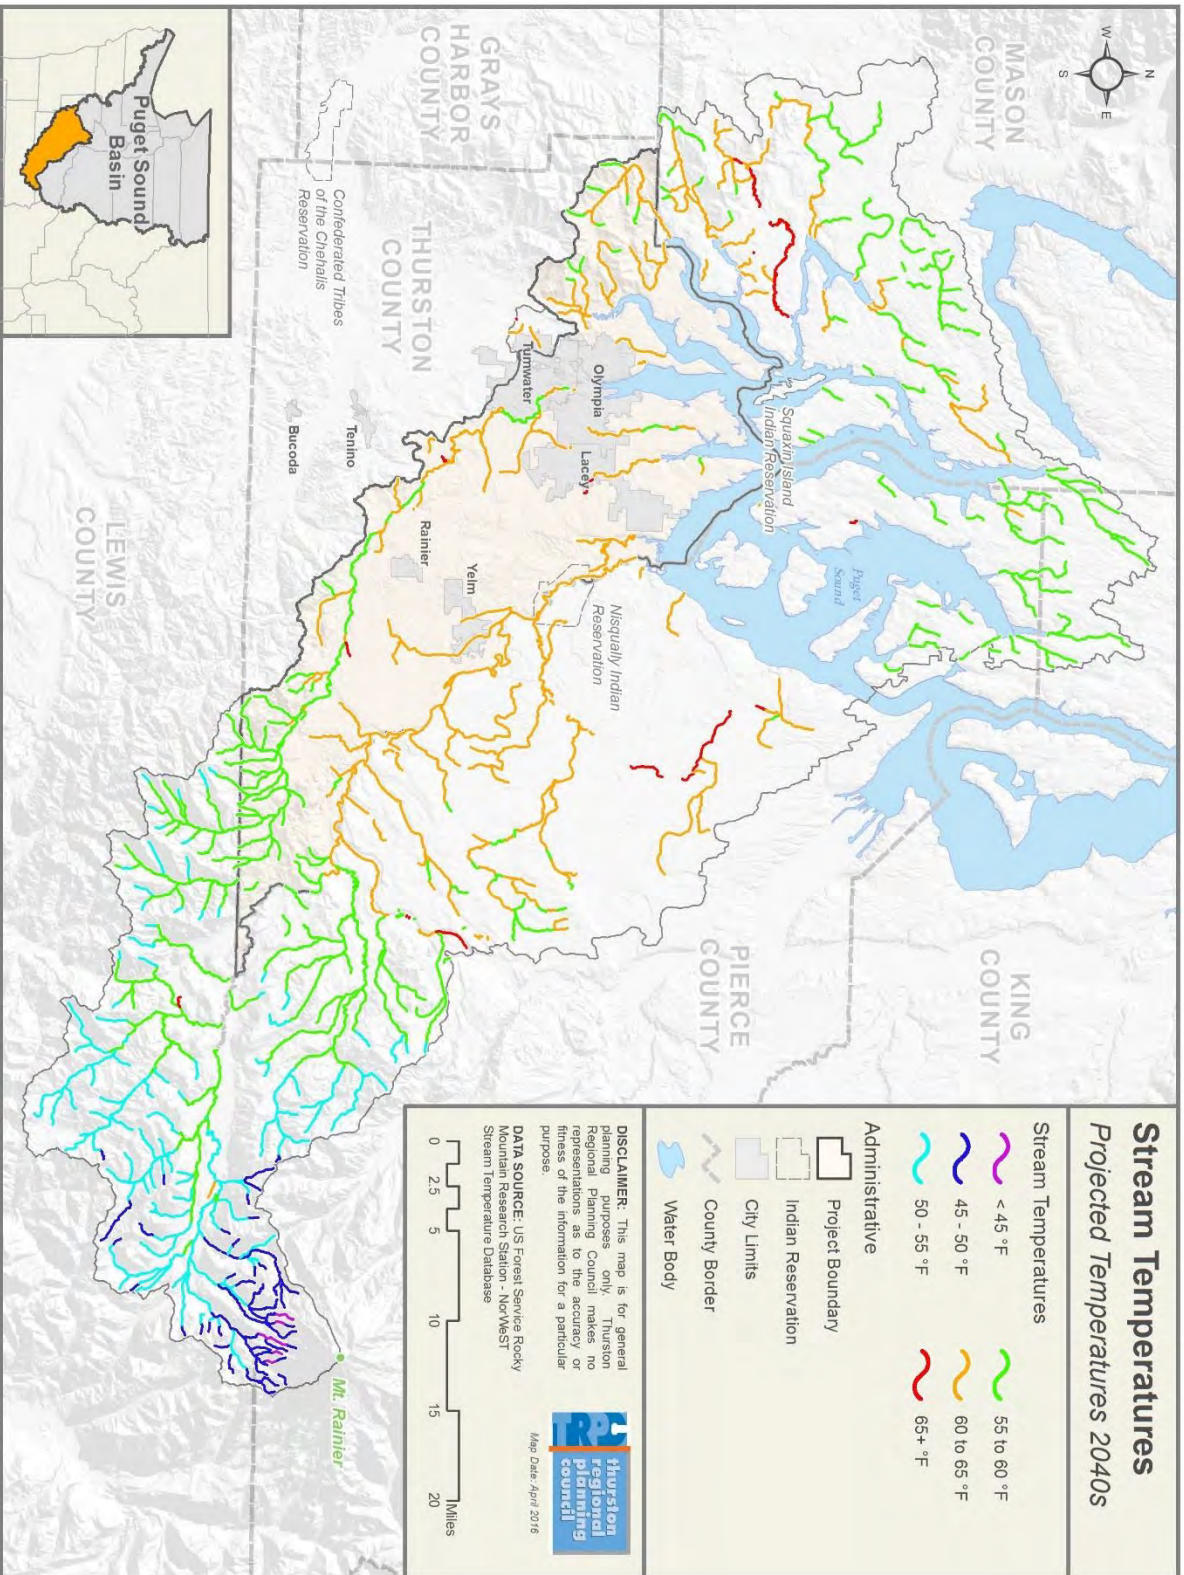 Stream Temperatures
Projected Temperatures 2040s
Stream Temperatures
< 45 °F
45 - 50 °F
50 - 55 °F
55 to 60 °F
60 to 65 °F
65+ °F
Administrative
Project Boundary
Indian Reservation
City Limits
County Border
Water Body
DISCLAIMER: This map is for general
planning purposes only. Thurston
Regional Planning Council makes no
representations as to the accuracy or
fitness of the information for a particular
purpose.
DATA SOURCE: US Forest Service Rocky
Mountain Research Station - NorWeST
Stream Temperature Database
TRPC
thurston
regional
planning
council
Map Date: April 2016
0 2.5 5 10 15 20
Miles
N
W
E
S
MASON
COUNTY
GRAYS
HARBOR
COUNTY
THURSTON
COUNTY
LEWIS
COUNTY
PIERCE
COUNTY
KING
COUNTY
Confederated Tribes
of the Chehalis
Reservation
Squaxin Island
Indian Reservation
Nisqually Indian
Reservation
Puget
Sound
Olympia
Tumwater
Lacey
Tenino
Bucoda
Rainier
Yelm
Mt. Rainier
Puget Sound
Basin